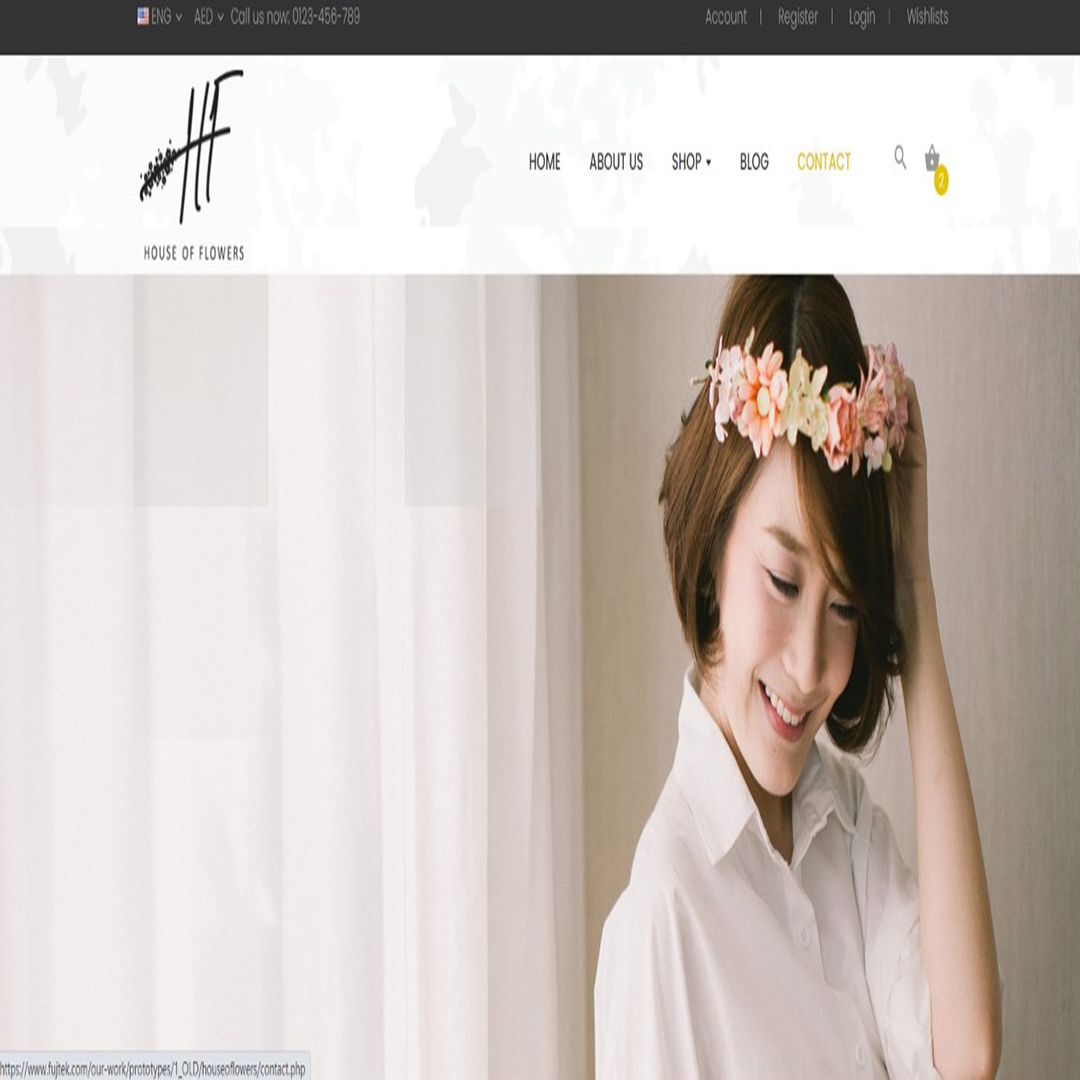 ENG AED Call us now: 0123-456-789 Account | Register | Login | Wishlists
HF
HOME ABOUT US SHOP BLOG CONTACT
2
HOUSE OF FLOWERS
https://www.fujtek.com/our-work/prototypes/1_OLD/houseoflowers/contact.php